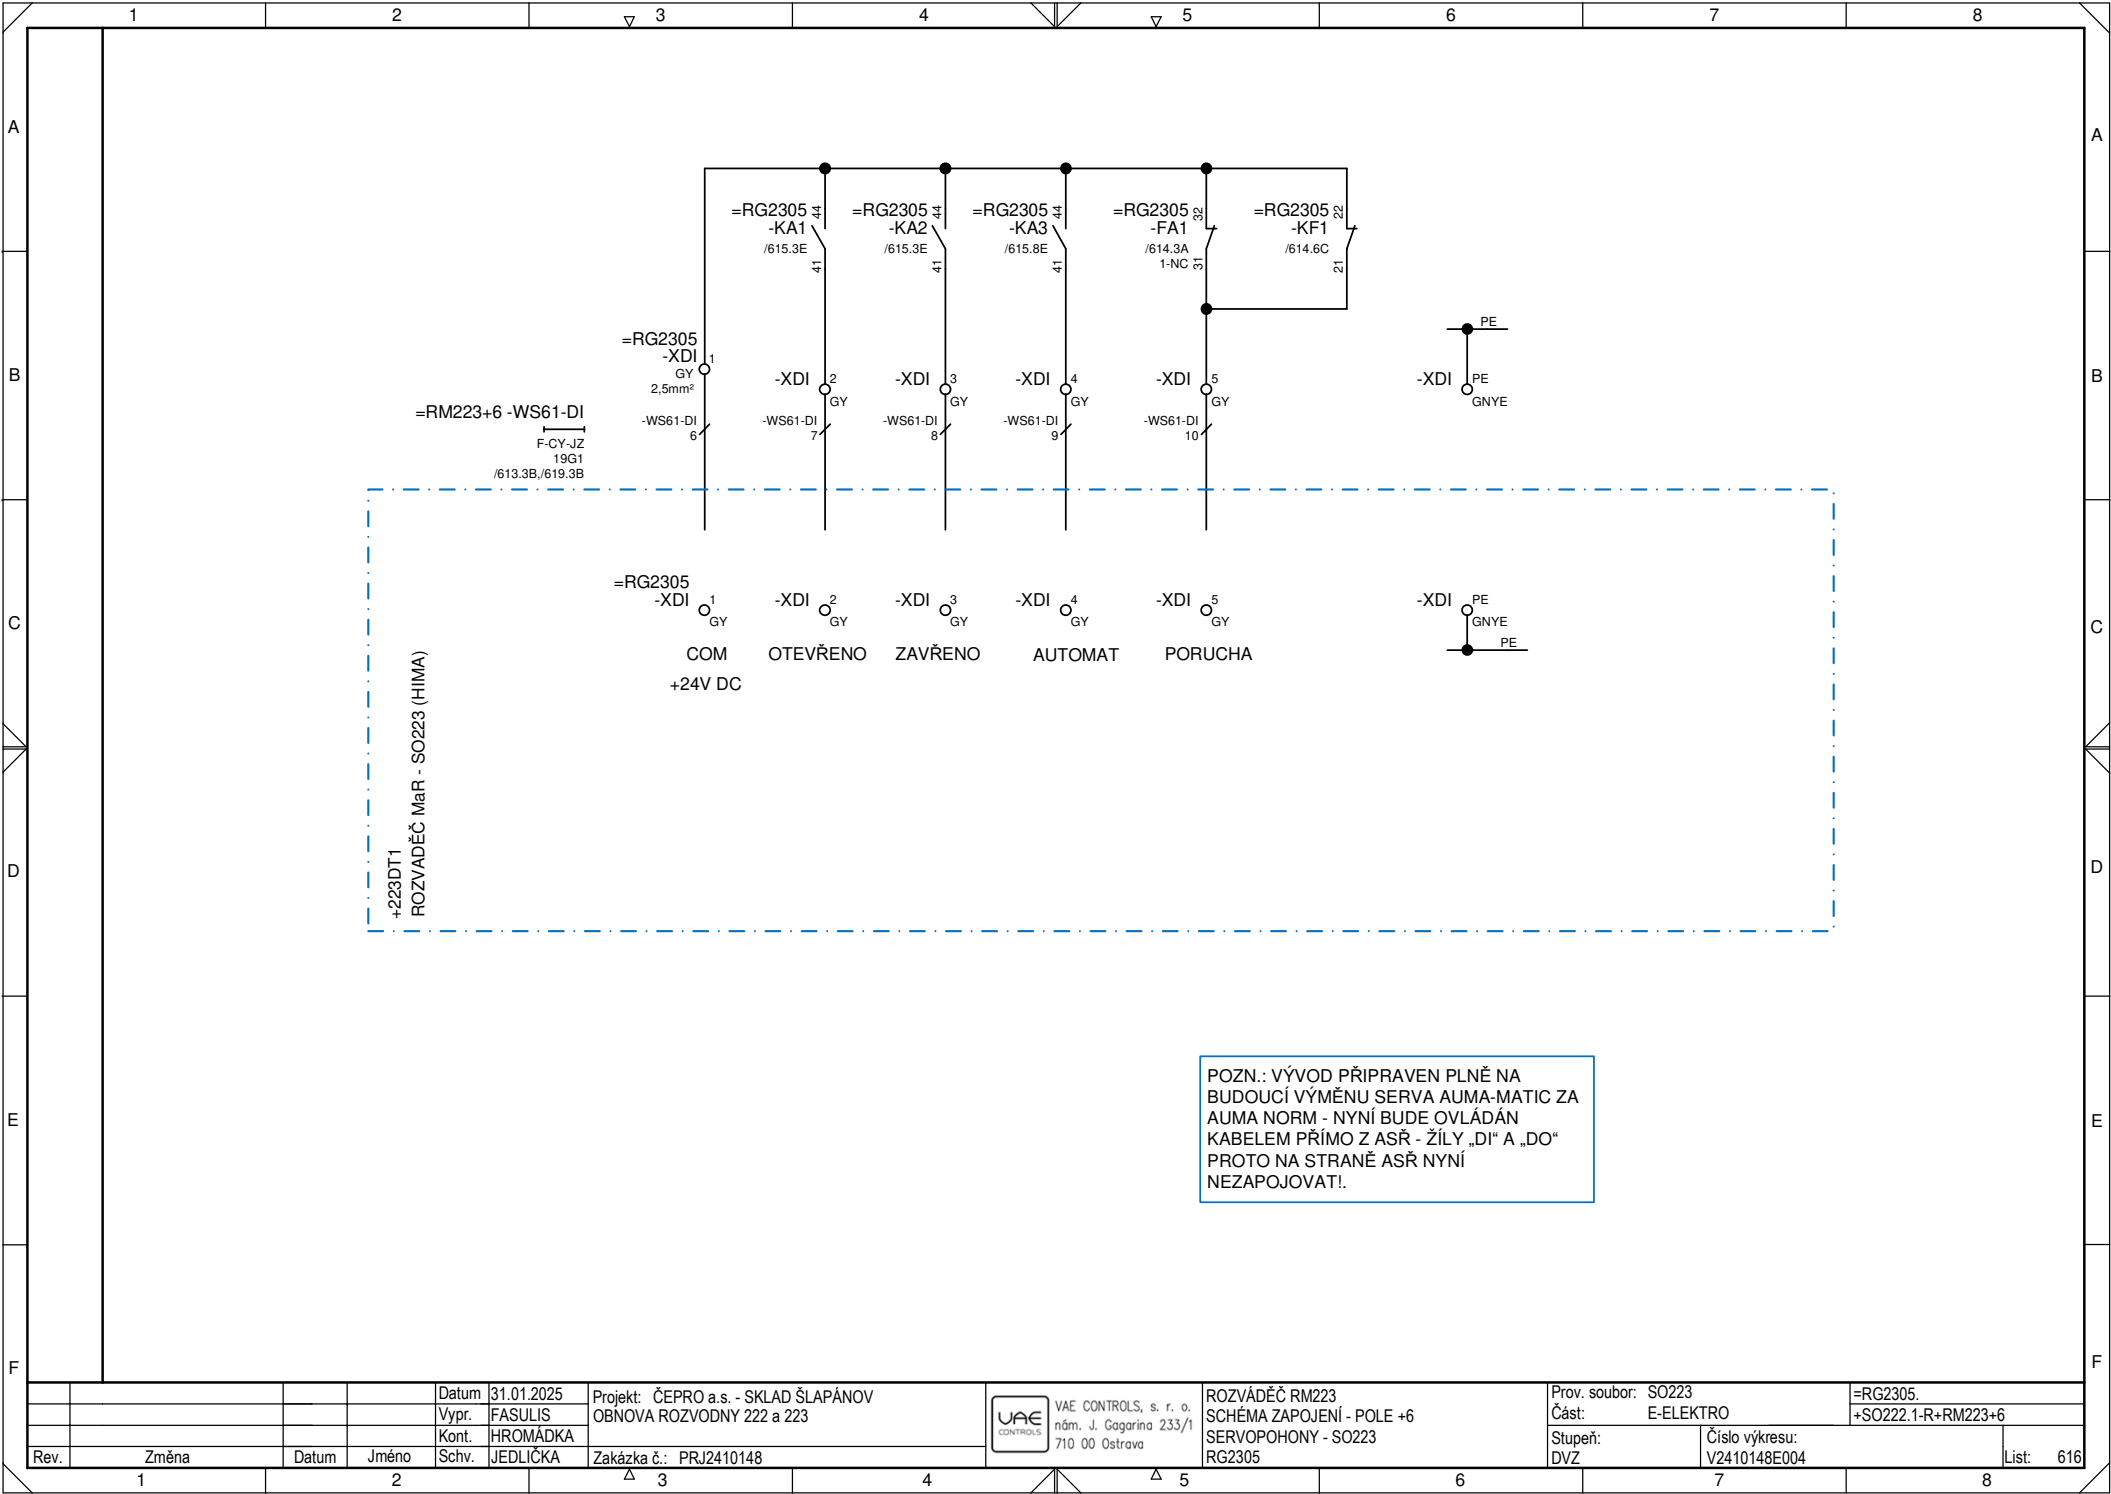 1 2 3 4 5 6 7 8
A A
=RG2305 44 =RG2305 44 =RG2305 44 =RG2305 32 =RG2305 22
-KA1 -KA2 -KA3 -FA1 -KF1
/615.3E /615.3E /615.8E /614.3A /614.6C
41 41 41 1-NC 31 21
PE
=RG2305
-XDI 1
GY
2,5mm²
B B
-XDI 2 GY -XDI 3 GY -XDI 4 GY -XDI 5 GY -XDI PE GNYE
=RM223+6 -WS61-DI
F-CY-JZ
19G1
/613.3B,/619.3B
-WS61-DI 6 -WS61-DI 7 -WS61-DI 8 -WS61-DI 9 -WS61-DI 10
=RG2305
-XDI 1 GY -XDI 2 GY -XDI 3 GY -XDI 4 GY -XDI 5 GY -XDI PE GNYE
PE
C C
COM OTEVŘENO ZAVŘENO AUTOMAT PORUCHA
+24V DC
+223DT1
ROZVADĚČ MaR - SO223 (HIMA)
D D
POZN.: VÝVOD PŘIPRAVEN PLNĚ NA
BUDOUCÍ VÝMĚNU SERVA AUMA-MATIC ZA
AUMA NORM - NYNÍ BUDE OVLÁDÁN
KABELEM PŘÍMO Z ASŘ - ŽÍLY „DI“ A „DO“
PROTO NA STRANĚ ASŘ NYNÍ
NEZAPOJOVAT!.
E E
F F
Rev. Změna Datum Jméno
Datum 31.01.2025
Vypr. FASULIS
Kont. HROMÁDKA
Schv. JEDLIČKA
Projekt: ČEPRO a.s. - SKLAD ŠLAPÁNOV
OBNOVA ROZVODNY 222 a 223
Zakázka č.: PRJ2410148
UAE
CONTROLS
VAE CONTROLS, s. r. o.
nám. J. Gagarina 233/1
710 00 Ostrava
ROZVÁDĚČ RM223
SCHÉMA ZAPOJENÍ - POLE +6
SERVOPOHONY - SO223
RG2305
Prov. soubor: SO223
Část: E-ELEKTRO
Stupeň:
DVZ
Číslo výkresu:
V2410148E004
=RG2305.
+SO222.1-R+RM223+6
List: 616
1 2 3 4 5 6 7 8